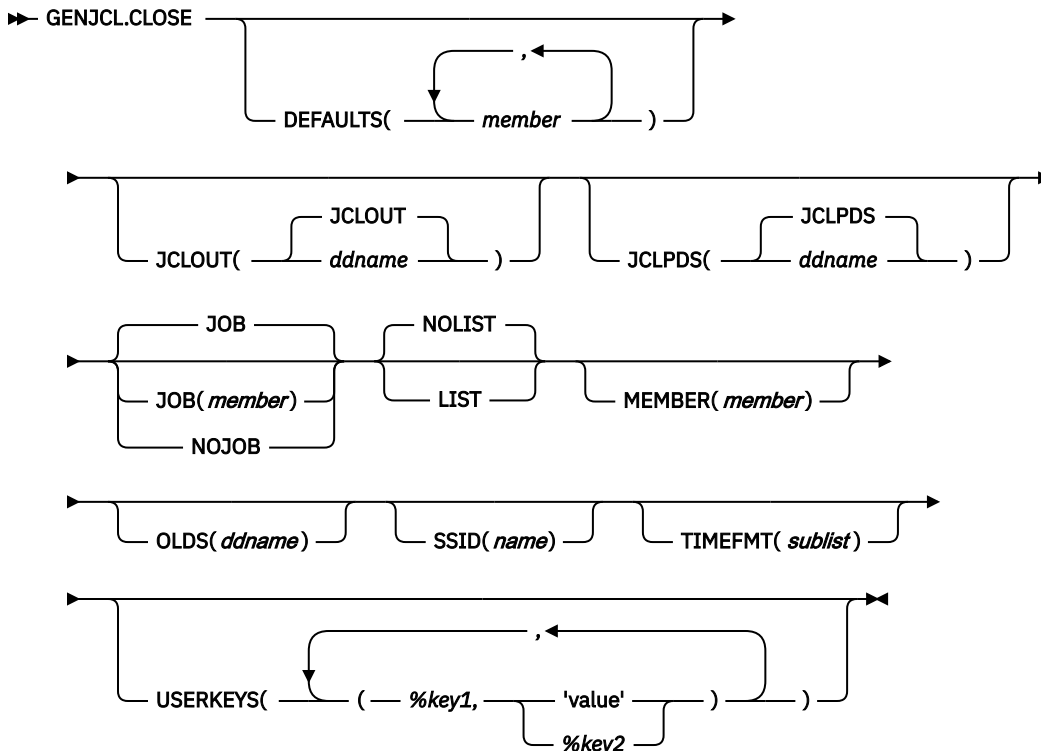 GENJCL.CLOSE
,
DEFAULTS( member )
JCLOUT JCLPDS
JCLOUT( ddname ) JCLPDS( ddname )
JOB NOLIST
JOB( member) LIST MEMBER( member)
NOJOB
OLDS( ddname ) SSID( name) TIMEFMT( sublist )
,
USERKEYS( ( %key1, 'value' ) )
%key2